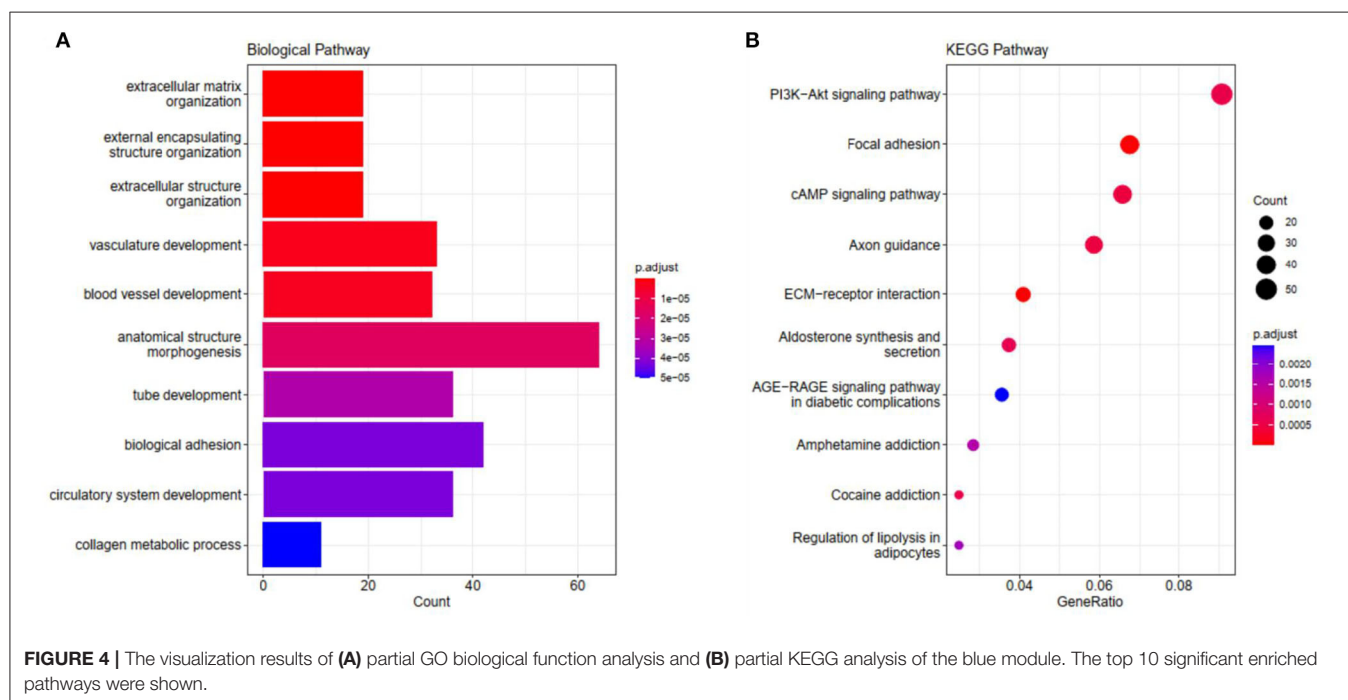 A
Biological Pathway
extracellular matrix
organization
external encapsulating
structure organization
extracellular structure
organization
vasculature development
blood vessel development
anatomical structure
morphogenesis
tube development
biological adhesion
circulatory system development
collagen metabolic process
0
20
40
60
Count
p.adjust
1e−05
2e−05
3e−05
4e−05
5e−05
B
KEGG Pathway
PI3K−Akt signaling pathway
Focal adhesion
cAMP signaling pathway
Axon guidance
ECM−receptor interaction
Aldosterone synthesis and
secretion
AGE−RAGE signaling pathway
in diabetic complications
Amphetamine addiction
Cocaine addiction
Regulation of lipolysis in
adipocytes
0.04
0.06
0.08
GeneRatio
Count
20
30
40
50
p.adjust
0.0020
0.0015
0.0010
0.0005
FIGURE 4 | The visualization results of (A) partial GO biological function analysis and (B) partial KEGG analysis of the blue module. The top 10 significant enriched
pathways were shown.